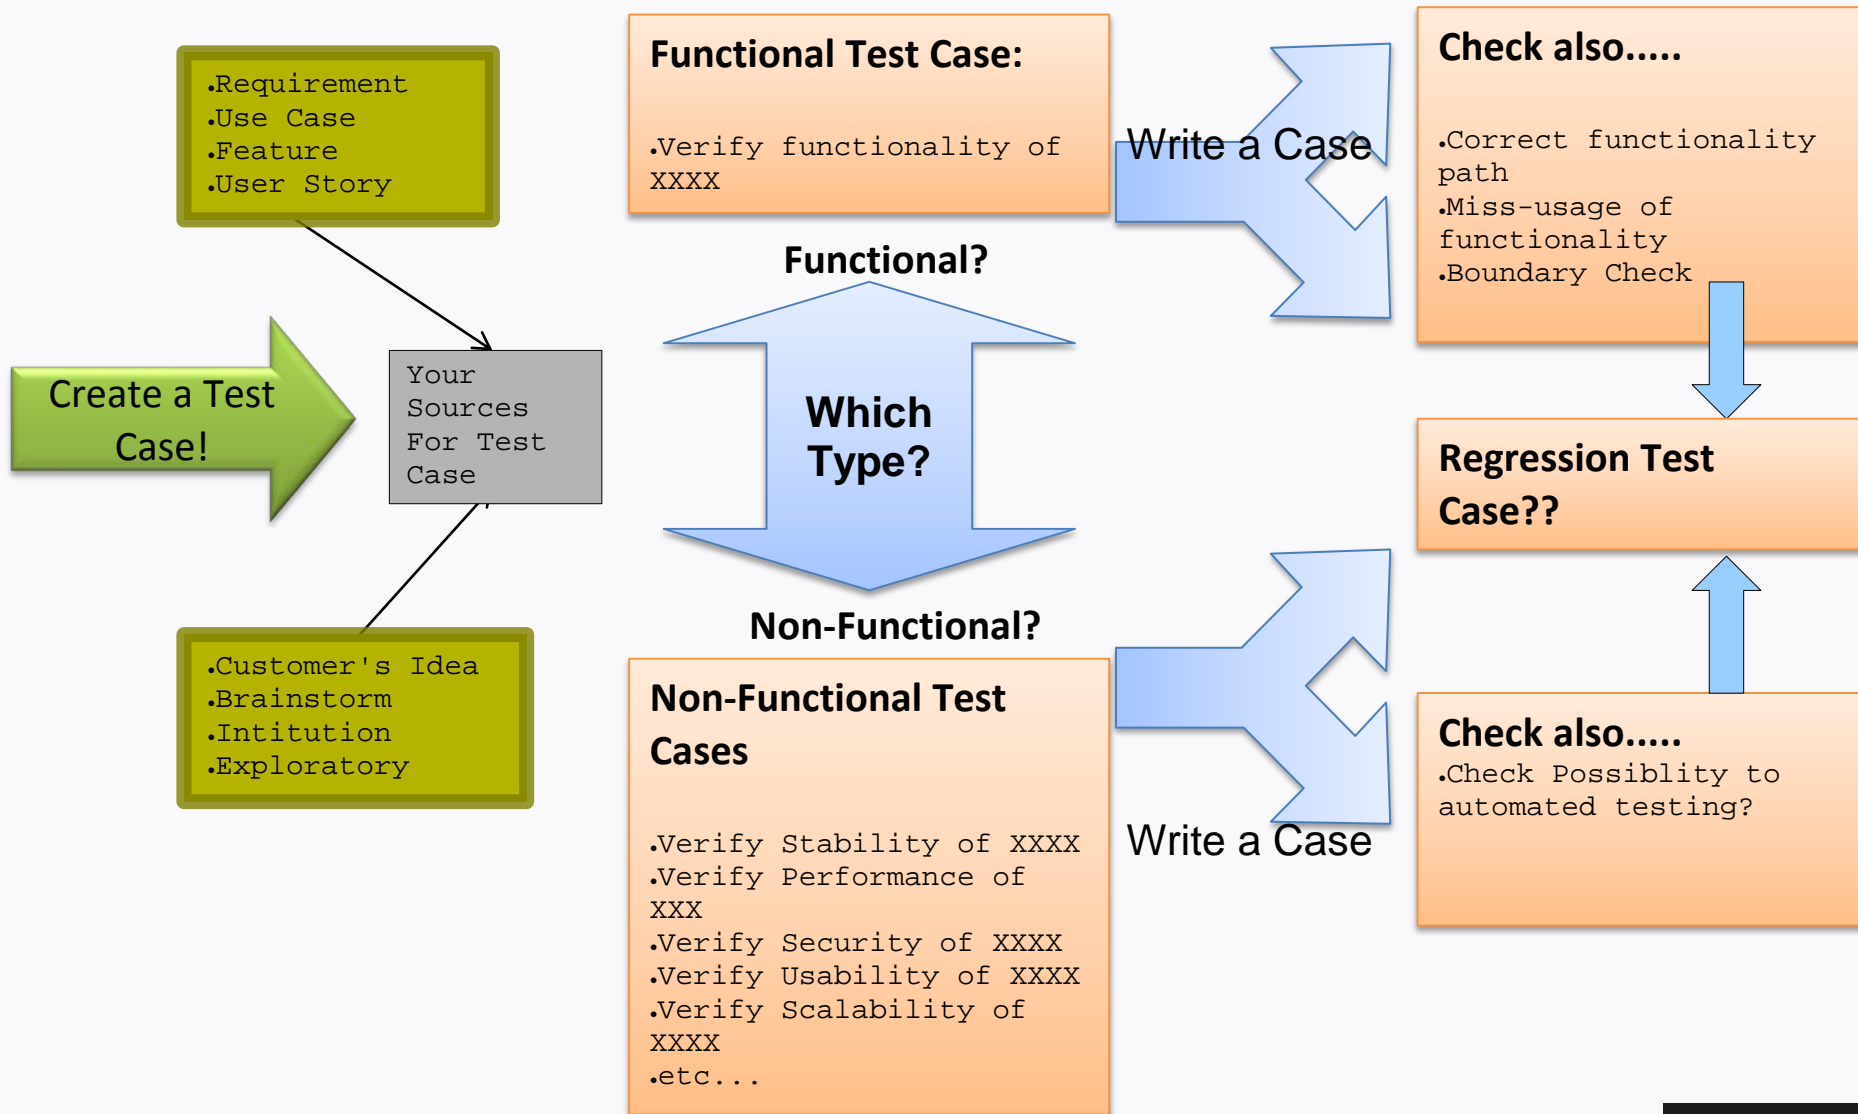 .Requirement
.Use Case
.Feature
.User Story
Create a Test
Case!
Your
Sources
For Test
Case
.Customer's Idea
.Brainstorm
.Intitution
.Exploratory
Functional Test Case:
.Verify functionality of
XXXX
Functional?
Which
Type?
Non-Functional?
Non-Functional Test
Cases
.Verify Stability of XXXX
.Verify Performance of
XXX
.Verify Security of XXXX
.Verify Usability of XXXX
.Verify Scalability of
XXXX
.etc...
Write a Case
Write a Case
Check also.....
.Correct functionality
path
.Miss-usage of
functionality
.Boundary Check
Regression Test
Case??
Check also.....
.Check Possiblity to
automated testing?